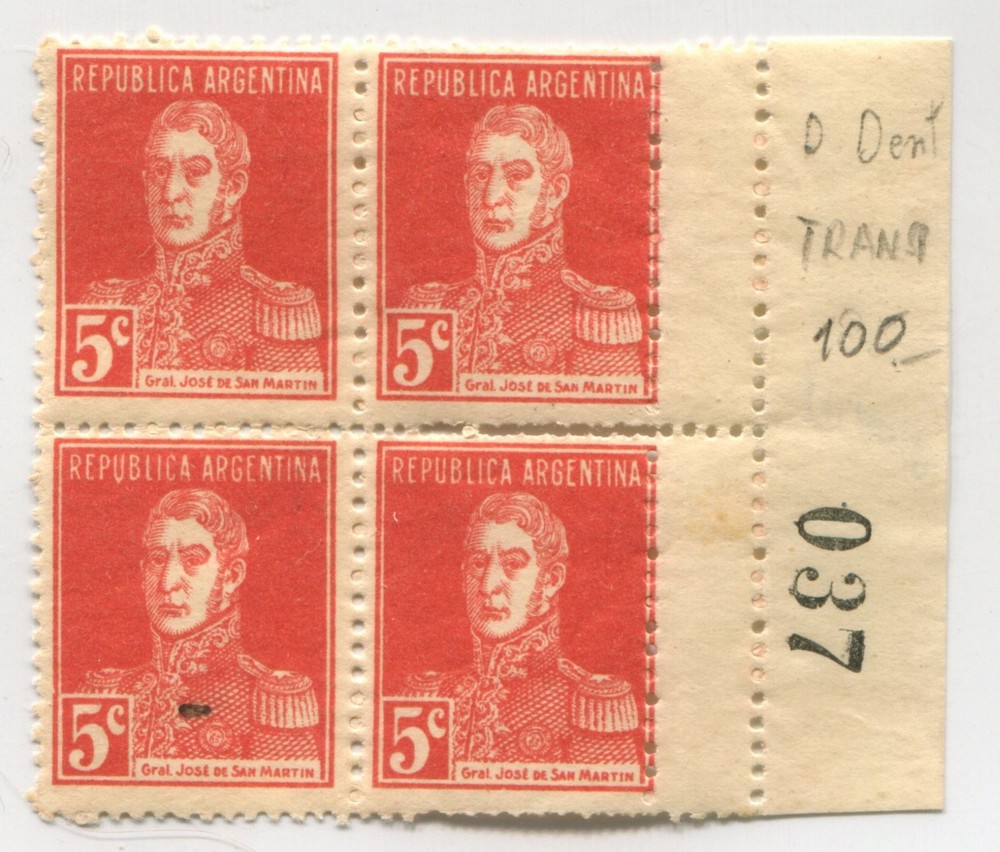 REPUBLICA ARGENTINA
5c
Gral. José de San Martin
REPUBLICA ARGENTINA
5c
Gral. José de San Martin
REPUBLICA ARGENTINA
5c
Gral. José de San Martin
REPUBLICA ARGENTINA
5c
Gral. José de San Martin
D. Dent
TRANS
100
037